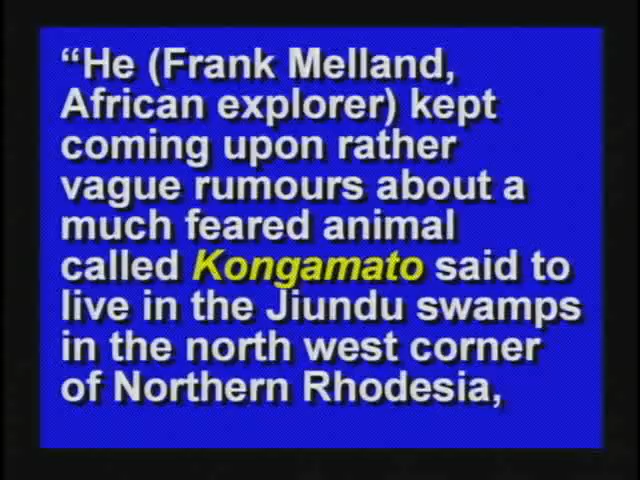 “He (Frank Melland,
African explorer) kept
coming upon rather
vague rumours about a
much feared animal
called Kongamato said to
live in the Jiundu swamps
in the north west corner
of Northern Rhodesia,